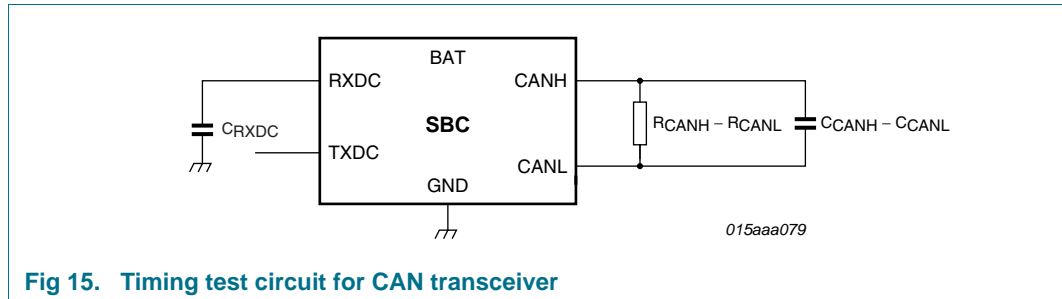 BAT
RXDC
CANH
CRXDC
SBC
RCANH – RCANL
CCANH – CCANL
TXDC
CANL
GND
015aaa079
Fig 15. Timing test circuit for CAN transceiver